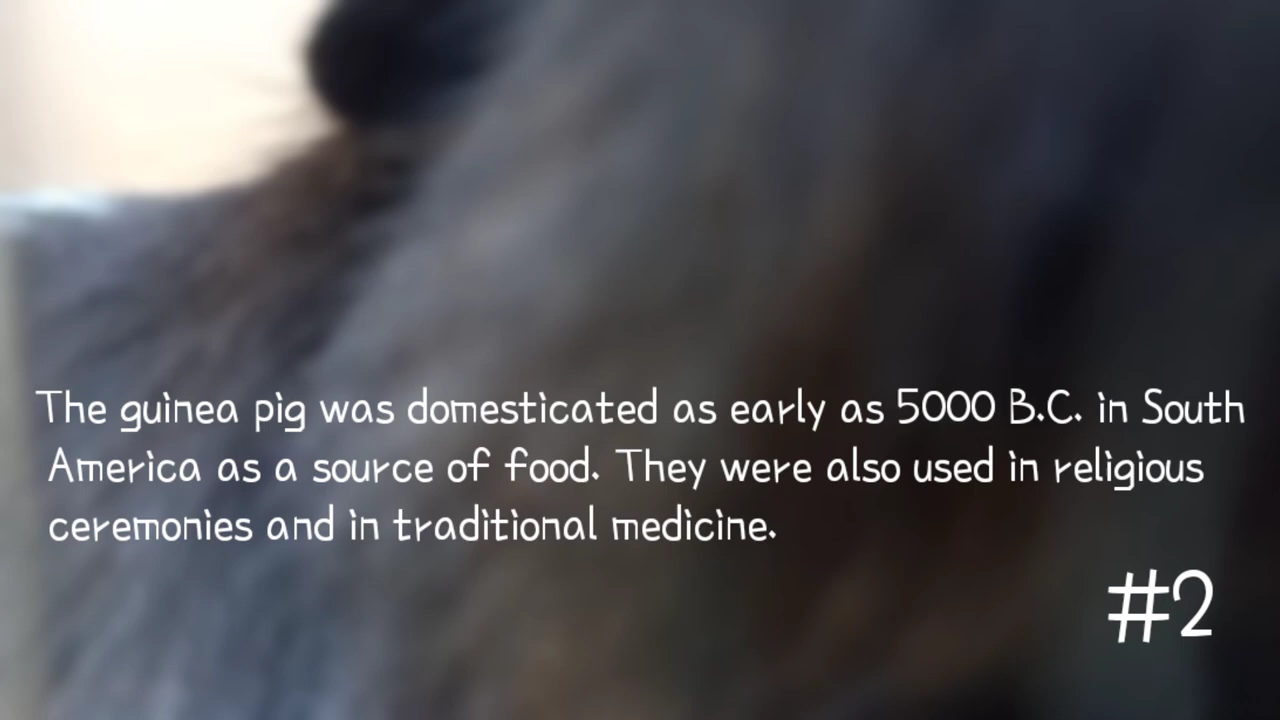 The guinea pig was domesticated as early as 5000 B.C. in South
America as a source of food. They were also used in religious
ceremonies and in traditional medicine.
#2